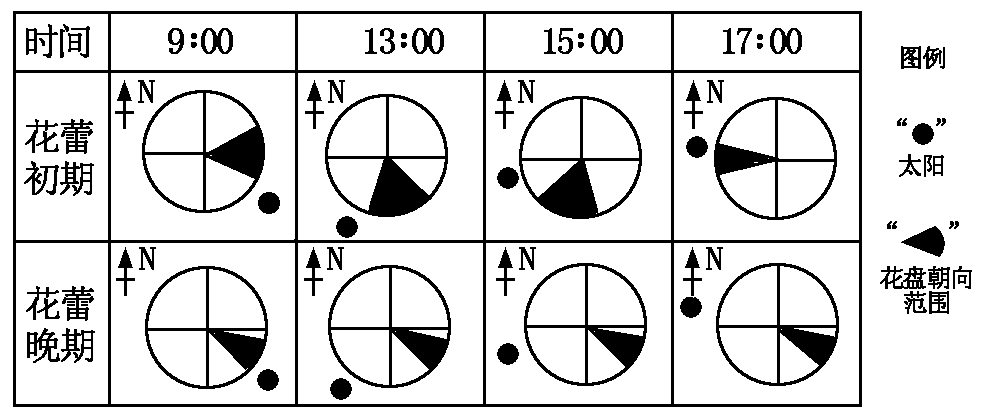 时间 9:00 13:00 15:00 17:00
花蕾
初期
N N N N
花蕾
晚期
N N N N
图例
“ ”
太阳
“ ”
花盘朝向
范围